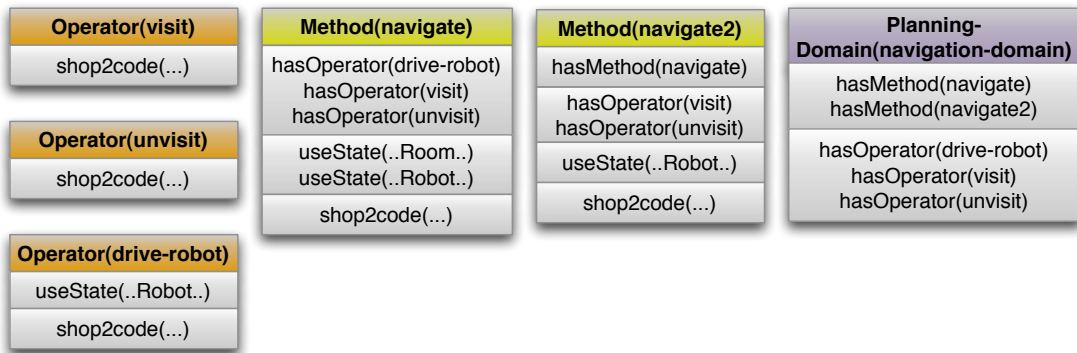 Operator(visit)
shop2code(...)
Operator(unvisit)
shop2code(...)
Operator(drive-robot)
useState(..Robot..)
shop2code(...)
Method(navigate)
hasOperator(drive-robot)
hasOperator(visit)
hasOperator(unvisit)
useState(..Room..)
useState(..Robot..)
shop2code(...)
Method(navigate2)
hasMethod(navigate)
hasOperator(visit)
hasOperator(unvisit)
useState(..Robot..)
shop2code(...)
Planning-
Domain(navigation-domain)
hasMethod(navigate)
hasMethod(navigate2)
hasOperator(drive-robot)
hasOperator(visit)
hasOperator(unvisit)